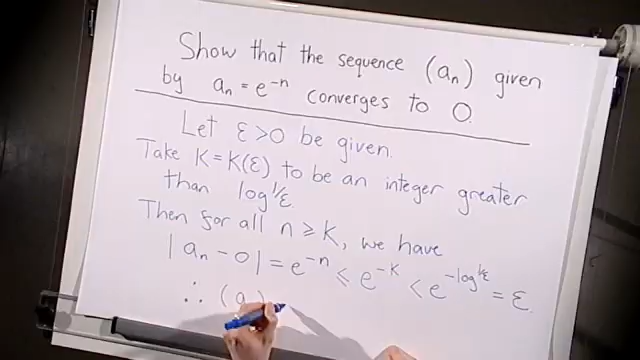 Show that the sequence (aₙ) given
by aₙ = e⁻ⁿ converges to 0.
Let ε>0 be given.
Take K = K(ε) to be an integer greater
than log 1/ε
Then for all n ⩾ K, we have
|aₙ - 0| = e⁻ⁿ ⩽ e⁻ᴷ < e^(-log 1/ε) = ε.
∴ (a